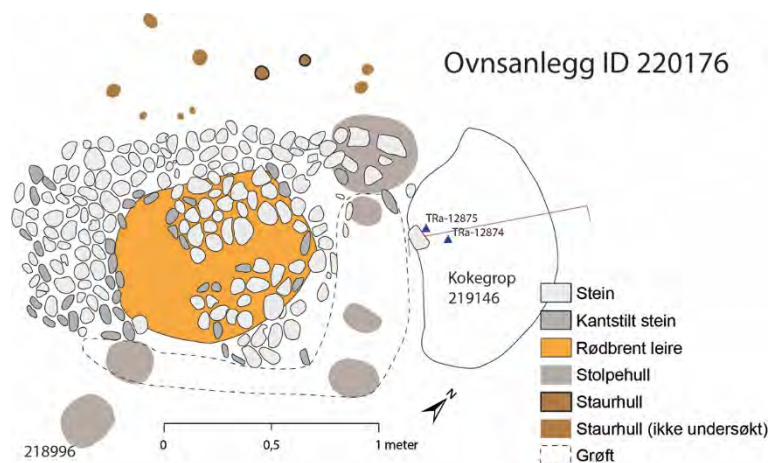 Ovnsanlegg ID 220176
TRa-12875
TRa-12874
Kokegrop
219146
Stein
Kantstilt stein
Rødbrent leire
Stolpehull
Staurhull
Staurhull (ikke undersøkt)
Grøft
N
0
0,5
1 meter
218996